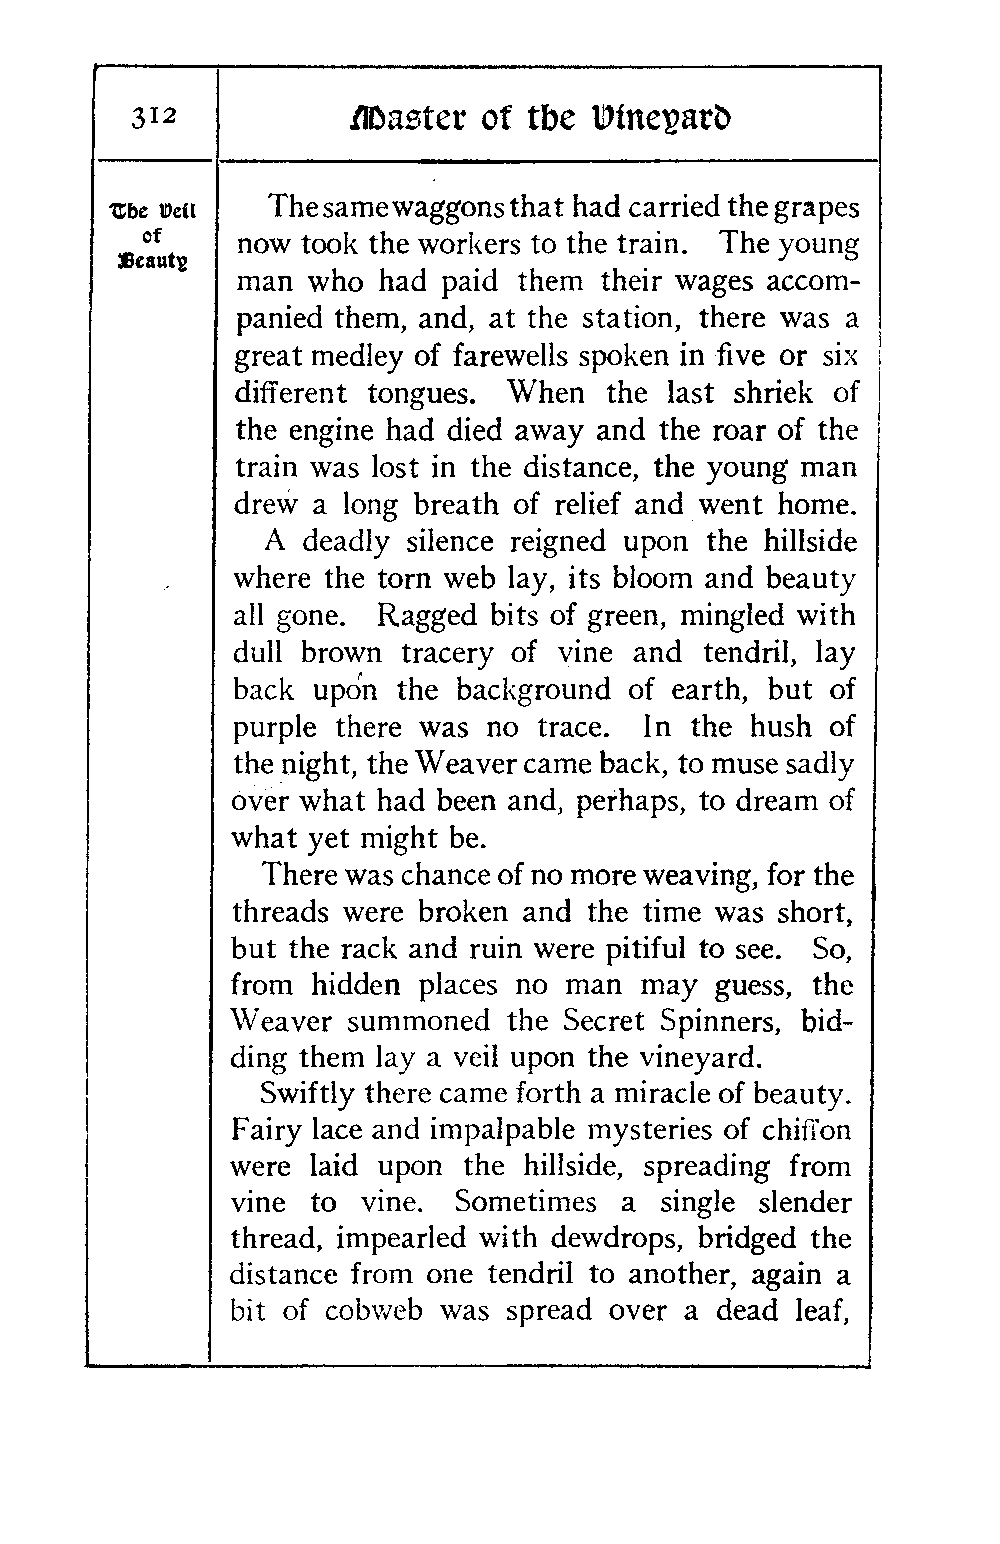 312
Master of the Vineyard
The Veil
of
Beauty
The same waggons that had carried the grapes
now took the workers to the train. The young
man who had paid them their wages accom-
panied them, and, at the station, there was a
great medley of farewells spoken in five or six
different tongues. When the last shriek of
the engine had died away and the roar of the
train was lost in the distance, the young man
drew a long breath of relief and went home.
A deadly silence reigned upon the hillside
where the torn web lay, its bloom and beauty
all gone. Ragged bits of green, mingled with
dull brown tracery of vine and tendril, lay
back upon the background of earth, but of
purple there was no trace. In the hush of
the night, the Weaver came back, to muse sadly
over what had been and, perhaps, to dream of
what yet might be.
There was chance of no more weaving, for the
threads were broken and the time was short,
but the rack and ruin were pitiful to see. So,
from hidden places no man may guess, the
Weaver summoned the Secret Spinners, bid-
ding them lay a veil upon the vineyard.
Swiftly there came forth a miracle of beauty.
Fairy lace and impalpable mysteries of chiffon
were laid upon the hillside, spreading from
vine to vine. Sometimes a single slender
thread, impearled with dewdrops, bridged the
distance from one tendril to another, again a
bit of cobweb was spread over a dead leaf,